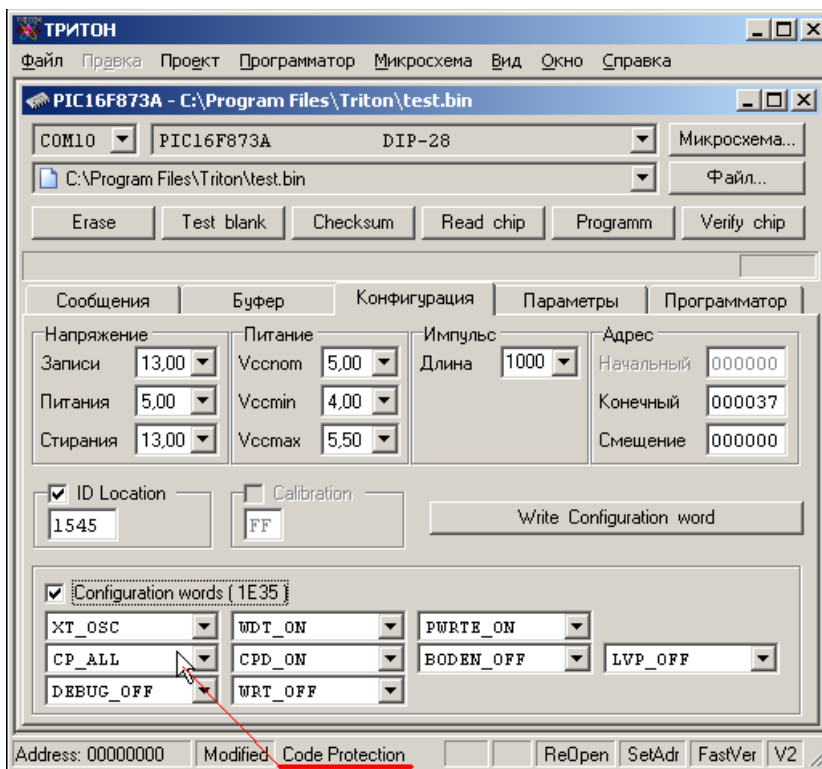 ТРИТОН
Файл Правка Проект Программатор Микросхема Вид Окно Справка
PIC16F873A - C:\Program Files\Triton\test.bin
COM10 PIC16F873A DIP-28 Микросхема...
C:\Program Files\Triton\test.bin Файл...
Erase Test blank Checksum Read chip Programm Verify chip
Сообщения Буфер Конфигурация Параметры Программатор
Напряжение Питание Импульс Адрес
Записи 13,00 Vccnom 5,00 Длина 1000 Начальный 000000
Питания 5,00 Vccmin 4,00 Конечный 000037
Стирания 13,00 Vccmax 5,50 Смещение 000000
ID Location Calibration
1545 FF Write Configuration word
Configuration words ( 1E35 )
XT_OSC WDT_ON PWRTE_ON
CP_ALL CPD_ON BODEN_OFF LVP_OFF
DEBUG_OFF WRT_OFF
Address: 00000000 Modified Code Protection ReOpen SetAdr FastVer V2